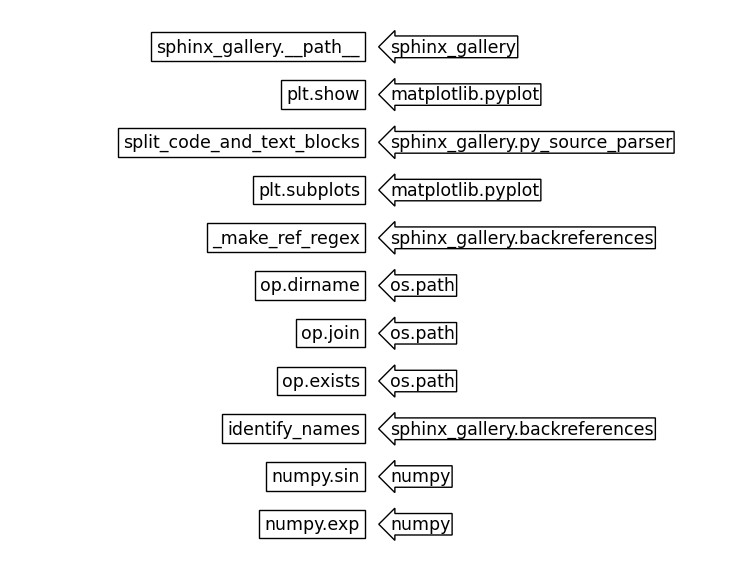 sphinx_gallery.__path__ sphinx_gallery
plt.show matplotlib.pyplot
split_code_and_text_blocks sphinx_gallery.py_source_parser
plt.subplots matplotlib.pyplot
_make_ref_regex sphinx_gallery.backreferences
op.dirname os.path
op.join os.path
op.exists os.path
identify_names sphinx_gallery.backreferences
numpy.sin numpy
numpy.exp numpy